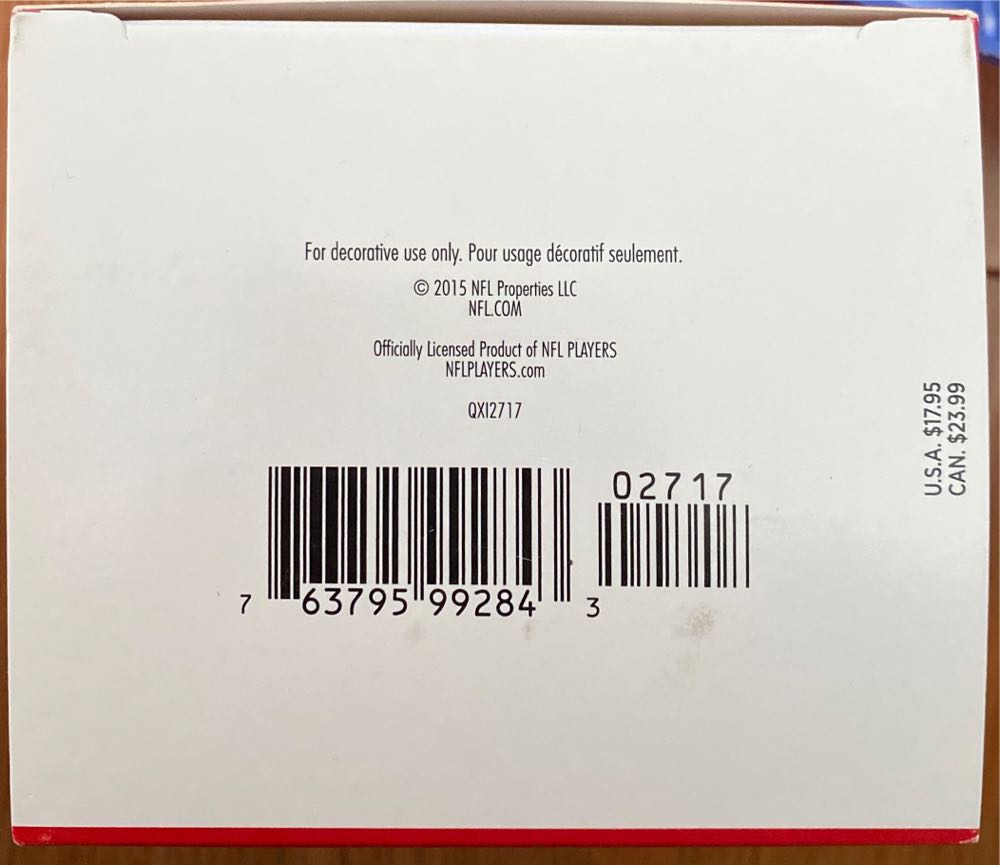 For decorative use only. Pour usage décoratif seulement.
© 2015 NFL Properties LLC
NFL.COM
Officially Licensed Product of NFL PLAYERS
NFLPLAYERS.com
QXI2717
02717
7 63795 99284 3
U.S.A. $17.95
CAN. $23.99